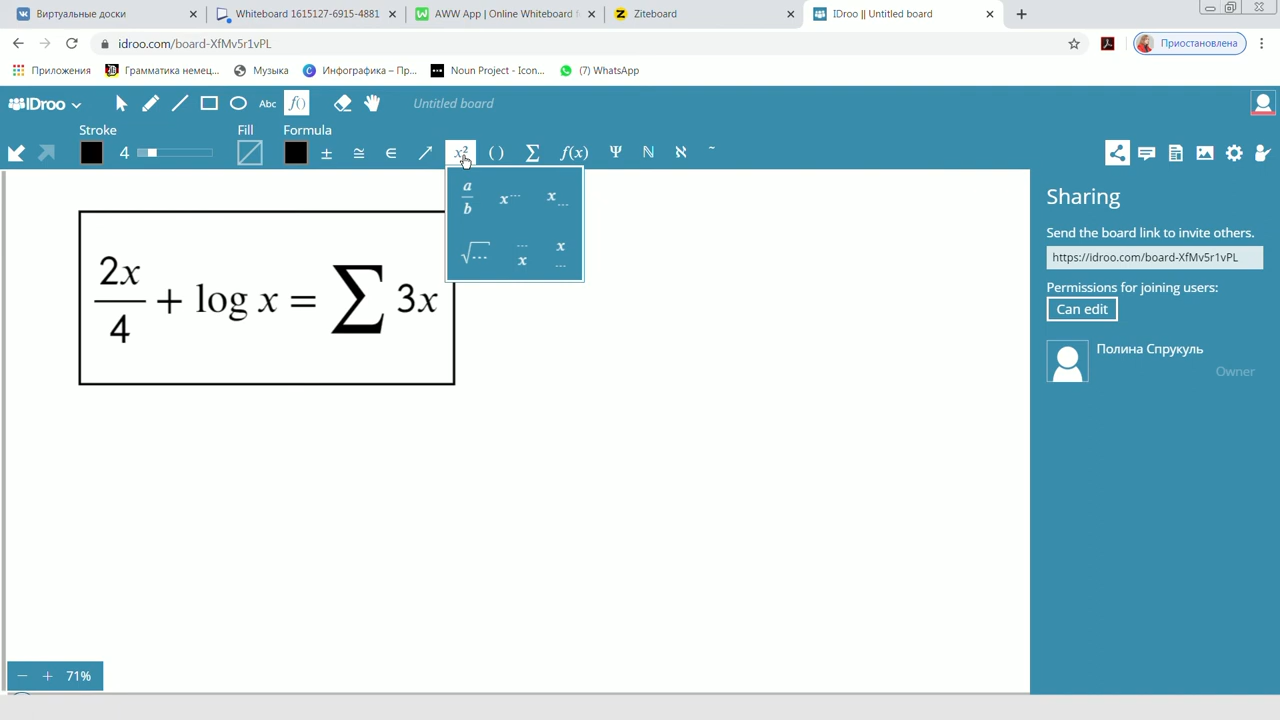 Виртуальные доск
Whiteboard 1615127-6915-4881
AWW App | Online Whiteboard f
Ziteboard
IDroo || Untitled board
idroo.com/board-XfMv5r1vPL
Приостановлена
Приложения
Грамматика немец...
Музыка
Инфографика – Пр...
Noun Project - Icon...
(7) WhatsApp
IDroo
Abc
f()
Untitled board
Stroke
Fill
Formula
4
± ≅ ∈ x² ( ) ∑ f(x) Ψ ℕ ℵ ~
a/b x... x...
√... x x
2x/4 + log x = ∑ 3x
Sharing
Send the board link to invite others.
https://idroo.com/board-XfMv5r1vPL
Permissions for joining users:
Can edit
Полина Спрукуль
Owner
− + 71%